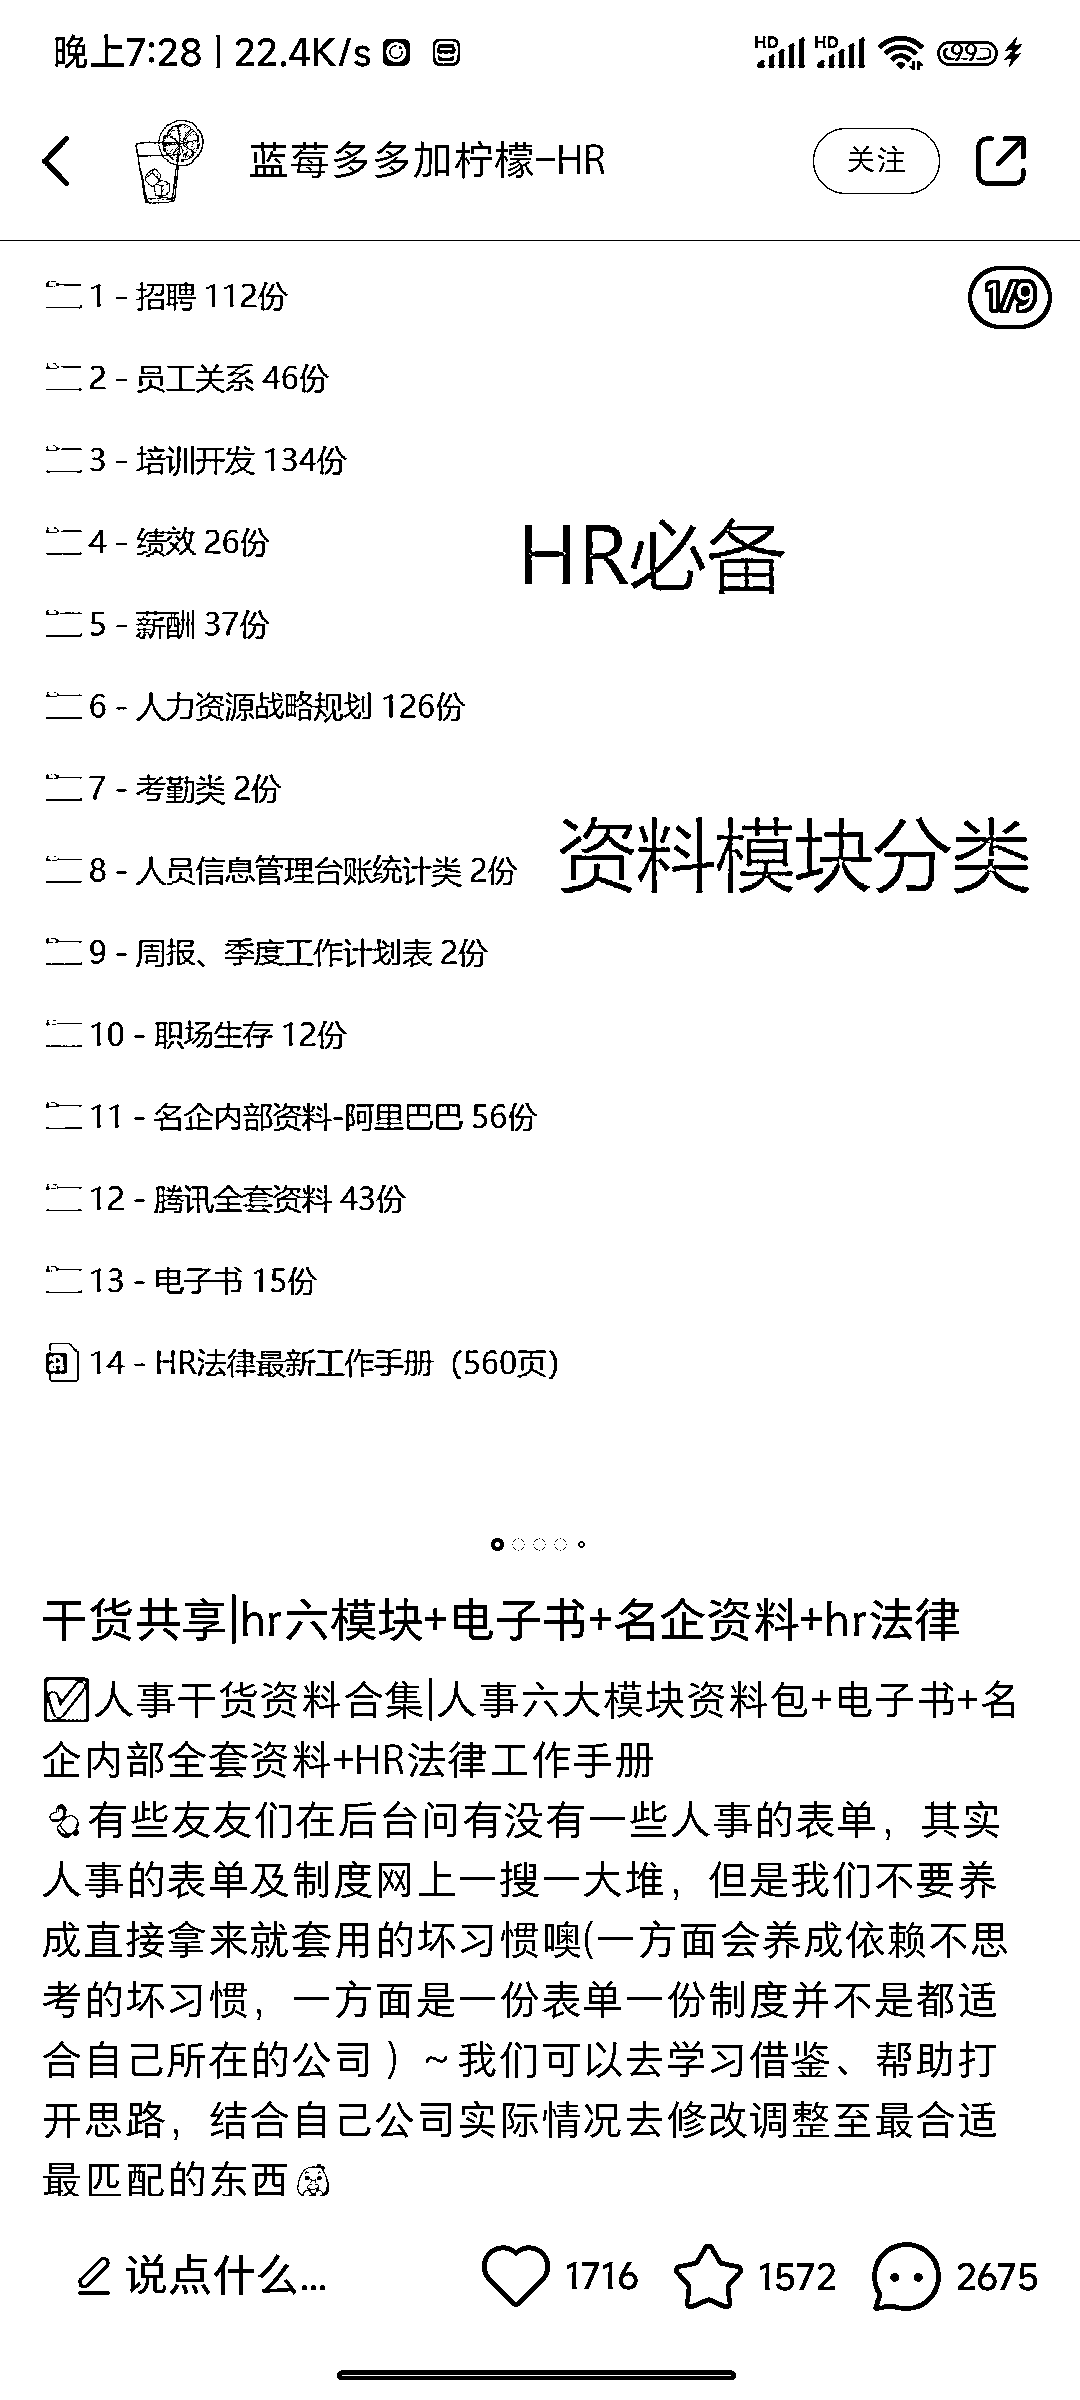 晚上7:28 | 22.4K/s
HD HD 99
蓝莓多多加柠檬-HR
关注
1/9
1 - 招聘 112份
2 - 员工关系 46份
3 - 培训开发 134份
4 - 绩效 26份
HR必备
5 - 薪酬 37份
6 - 人力资源战略规划 126份
7 - 考勤类 2份
资料模块分类
8 - 人员信息管理台账统计类 2份
9 - 周报、季度工作计划表 2份
10 - 职场生存 12份
11 - 名企内部资料-阿里巴巴 56份
12 - 腾讯全套资料 43份
13 - 电子书 15份
14 - HR法律最新工作手册（560页）
干货共享|hr六模块+电子书+名企资料+hr法律
☑人事干货资料合集|人事六大模块资料包+电子书+名
企内部全套资料+HR法律工作手册
有些友友们在后台问有没有一些人事的表单，其实
人事的表单及制度网上一搜一大堆，但是我们不要养
成直接拿来就套用的坏习惯噢(一方面会养成依赖不思
考的坏习惯，一方面是一份表单一份制度并不是都适
合自己所在的公司）~我们可以去学习借鉴、帮助打
开思路，结合自己公司实际情况去修改调整至最合适
最匹配的东西
说点什么...
1716
1572
2675